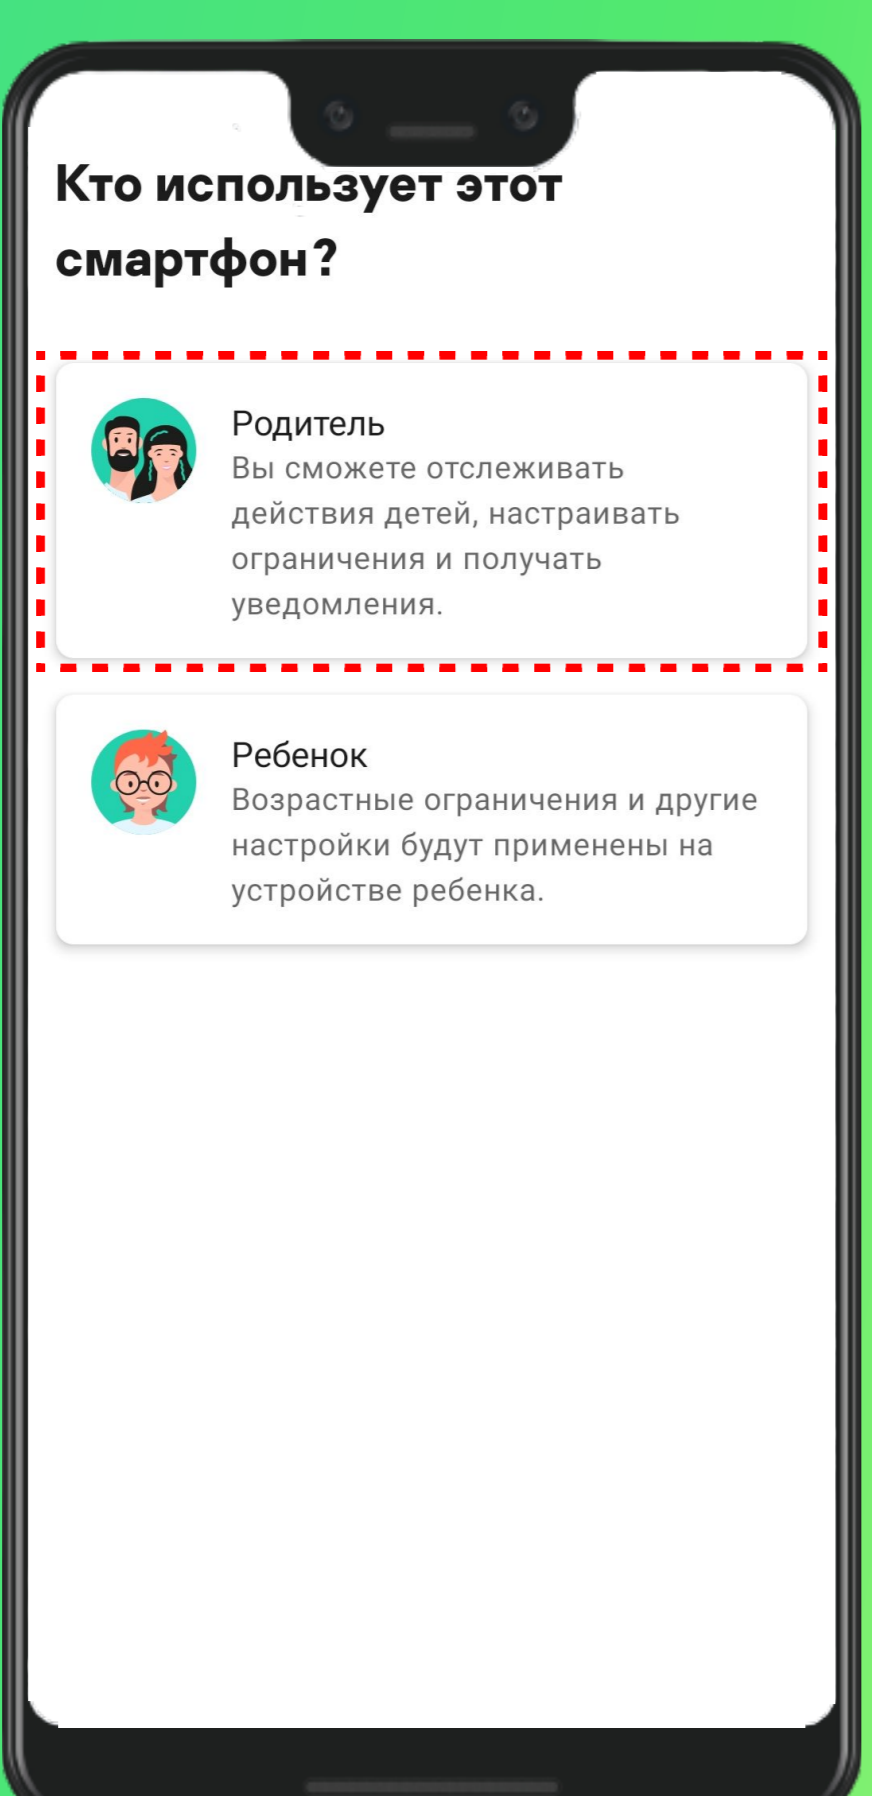 Кто использует этот
смартфон?
Родитель
Вы сможете отслеживать
действия детей, настраивать
ограничения и получать
уведомления.
Ребенок
Возрастные ограничения и другие
настройки будут применены на
устройстве ребенка.